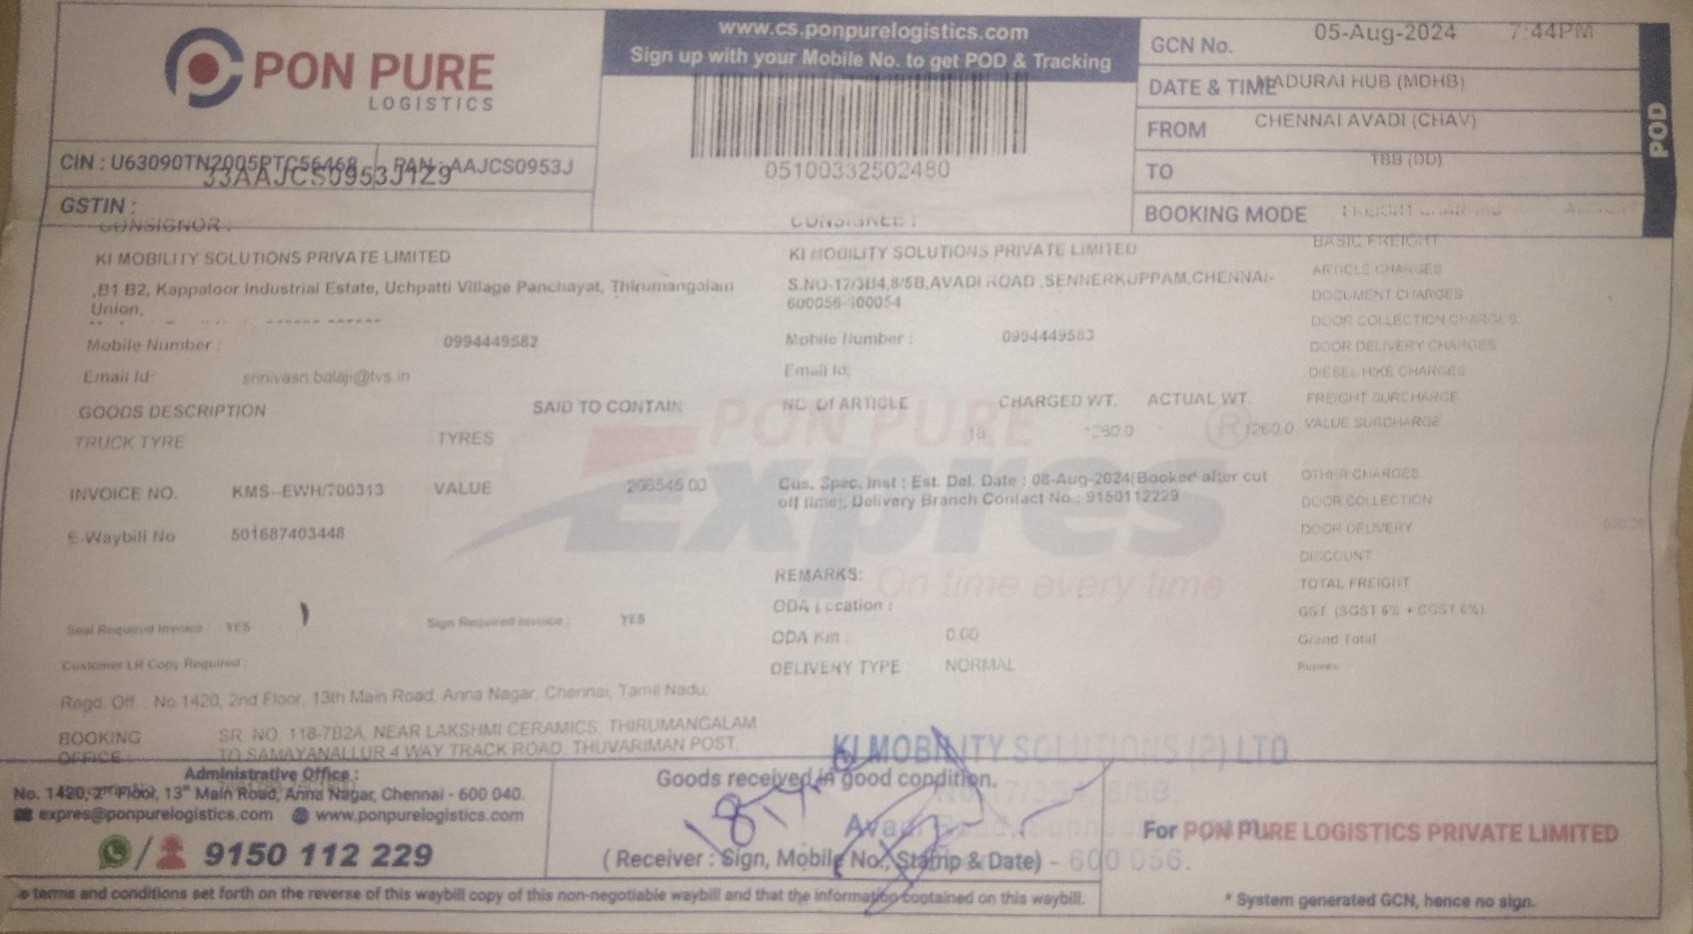 PON PURE
LOGISTICS
www.cs.ponpurelogistics.com
Sign up with your Mobile No. to get POD & Tracking
05100332502480
GCN No. 05-Aug-2024 7:44PM
DATE & TIME MADURAI HUB (MDHB)
FROM CHENNAI AVADI (CHAV)
TO TBB (DD)
BOOKING MODE
POD
CIN : U63090TN2005PTC56468 PAN : AAJCS0953J
33AAJCS0953J1Z9
GSTIN :
CONSIGNOR :
KI MOBILITY SOLUTIONS PRIVATE LIMITED
,B1 B2, Kappaloor Industrial Estate, Uchpatti Village Panchayat, Thirumangalam
Union,
Mobile Number : 0994449582
Email Id:
GOODS DESCRIPTION SAID TO CONTAIN
TRUCK TYRE TYRES
INVOICE NO. KMS-EWH/700313 VALUE
E-Waybill No 501687403448
Seal Required Invoice : YES Sign Required Invoice : YES
Customer LR Copy Required :
Regd. Off : No.1420, 2nd Floor, 13th Main Road, Anna Nagar, Chennai, Tamil Nadu.
BOOKING SR. NO. 118-7B2A, NEAR LAKSHMI CERAMICS, THIRUMANGALAM
OFFICE : TO SAMAYANALLUR 4 WAY TRACK ROAD, THUVARIMAN POST,
CONSIGNEE :
KI MOBILITY SOLUTIONS PRIVATE LIMITED
S.NO-17/3B4,8/5B,AVADI ROAD ,SENNERKUPPAM,CHENNAI-
Mobile Number : 0994449583
Email Id:
NO Of ARTICLE CHARGED WT. ACTUAL WT.
1260.0
Cus. Spec. Inst : Est. Del. Date : 08-Aug-2024(Booked after cut
off time), Delivery Branch Contact No.: 9150112229
REMARKS:
ODA Location :
ODA Km : 0.00
DELIVERY TYPE NORMAL
PON PURE
Expres ®
On time every time
BASIC FREIGHT
ARTICLE CHARGES
DOCUMENT CHARGES
DOOR COLLECTION CHARGES
DOOR DELIVERY CHARGES
DIESEL HIKE CHARGES
FREIGHT SURCHARGE
VALUE SURCHARGE
OTHER CHARGES
DOOR COLLECTION
DOOR DELIVERY
DISCOUNT
TOTAL FREIGHT
GST (SGST 6% + CGST 6%)
Grand Total
Rupees
Administrative Office :
No. 1420, 2nd Floor, 13th Main Road, Anna Nagar, Chennai - 600 040.
expres@ponpurelogistics.com www.ponpurelogistics.com
/ 9150 112 229
KI MOBILITY SOLUTIONS (P) LTD
Goods received in good condition.
(Receiver : Sign, Mobile No., Stamp & Date)
- 600 056.
For PON PURE LOGISTICS PRIVATE LIMITED
terms and conditions set forth on the reverse of this waybill copy of this non-negotiable waybill and that the information contained on this waybill.
* System generated GCN, hence no sign.